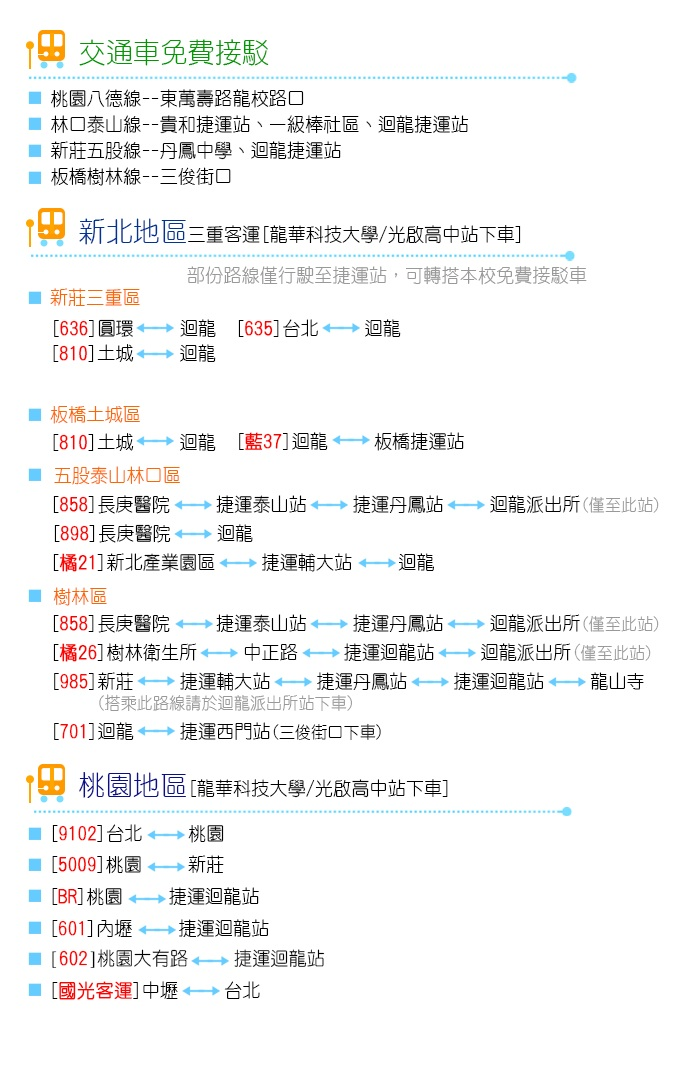 交通車免費接駁
桃園八德線--東萬壽路龍校路口
林口泰山線--貴和捷運站、一級棒社區、迴龍捷運站
新莊五股線--丹鳳中學、迴龍捷運站
板橋樹林線--三俊街口
新北地區三重客運[龍華科技大學/光啟高中站下車]
部份路線僅行駛至捷運站，可轉搭本校免費接駁車
新莊三重區
[636]圓環 迴龍 [635]台北 迴龍
[810]土城 迴龍
板橋土城區
[810]土城 迴龍 [藍37]迴龍 板橋捷運站
五股泰山林口區
[858]長庚醫院 捷運泰山站 捷運丹鳳站 迴龍派出所(僅至此站)
[898]長庚醫院 迴龍
[橘21]新北產業園區 捷運輔大站 迴龍
樹林區
[858]長庚醫院 捷運泰山站 捷運丹鳳站 迴龍派出所(僅至此站)
[橘26]樹林衛生所 中正路 捷運迴龍站 迴龍派出所(僅至此站)
[985]新莊 捷運輔大站 捷運丹鳳站 捷運迴龍站 龍山寺
(搭乘此路線請於迴龍派出所站下車)
[701]迴龍 捷運西門站(三俊街口下車)
桃園地區[龍華科技大學/光啟高中站下車]
[9102]台北 桃園
[5009]桃園 新莊
[BR]桃園 捷運迴龍站
[601]內壢 捷運迴龍站
[602]桃園大有路 捷運迴龍站
[國光客運]中壢 台北